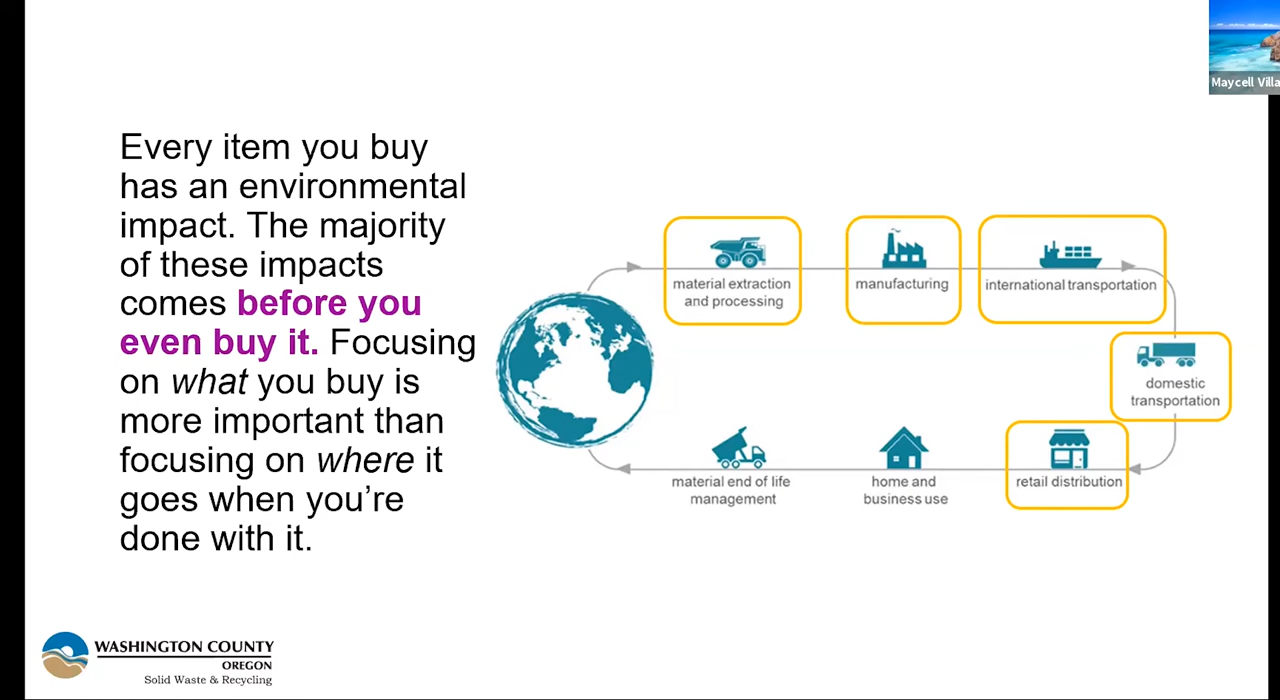 Maycell Villa
Every item you buy
has an environmental
impact. The majority
of these impacts
comes before you
even buy it. Focusing
on what you buy is
more important than
focusing on where it
goes when you’re
done with it.
material extraction
and processing
manufacturing
international transportation
domestic
transportation
retail distribution
home and
business use
material end of life
management
WASHINGTON COUNTY
OREGON
Solid Waste & Recycling